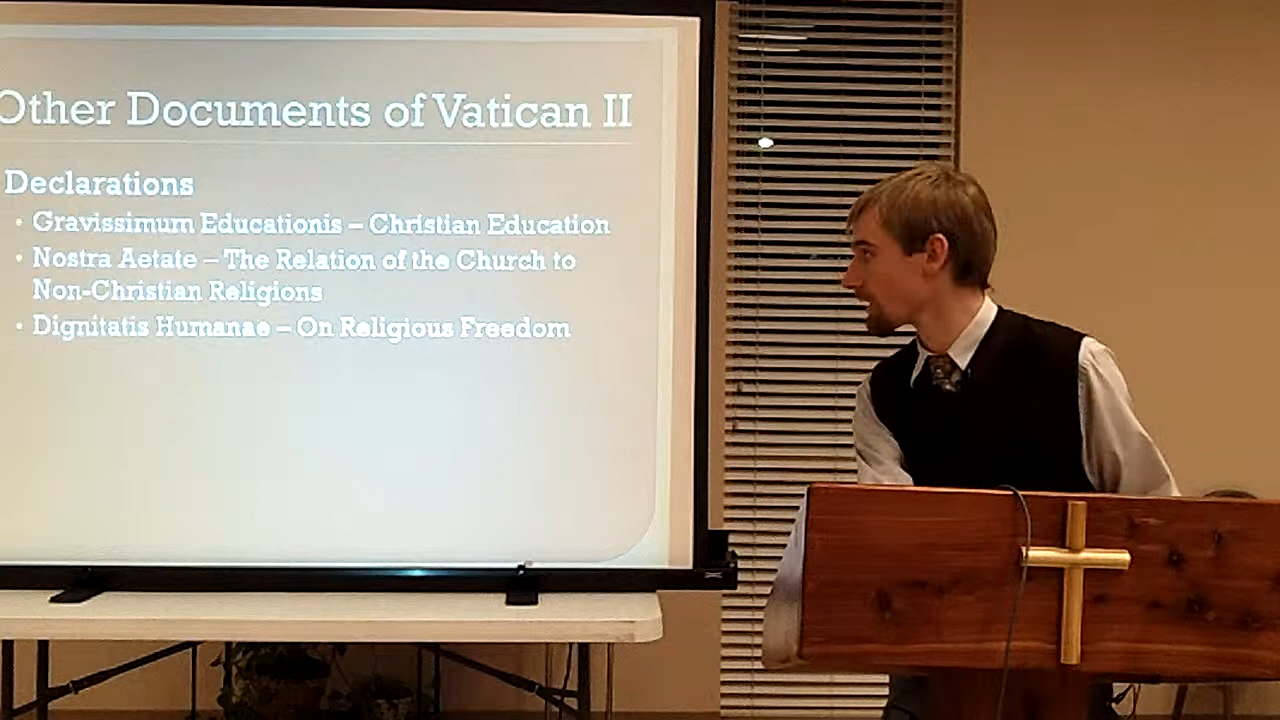 Other Documents of Vatican II
Declarations
• Gravissimum Educationis – Christian Education
• Nostra Aetate – The Relation of the Church to
Non-Christian Religions
• Dignitatis Humanae – On Religious Freedom